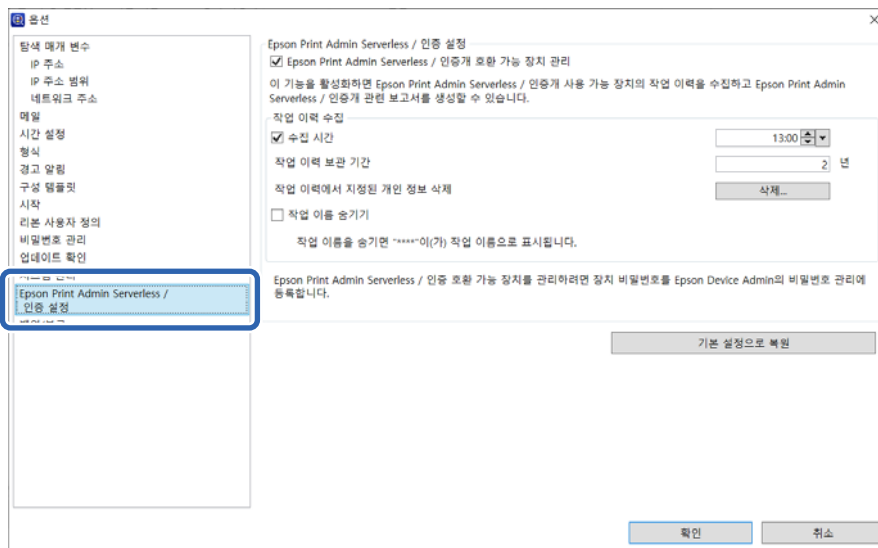 옵션
탐색 매개 변수
IP 주소
IP 주소 범위
네트워크 주소
메일
시간 설정
형식
경고 알림
구성 템플릿
시작
리본 사용자 정의
비밀번호 관리
업데이트 확인
Epson Print Admin Serverless /
인증 설정
Epson Print Admin Serverless / 인증 설정
Epson Print Admin Serverless / 인증개 호환 가능 장치 관리
이 기능을 활성화하면 Epson Print Admin Serverless / 인증개 사용 가능 장치의 작업 이력을 수집하고 Epson Print Admin
Serverless / 인증개 관련 보고서를 생성할 수 있습니다.
작업 이력 수집
수집 시간
13:00
작업 이력 보관 기간
2 년
작업 이력에서 지정된 개인 정보 삭제
삭제...
작업 이름 숨기기
작업 이름을 숨기면 "****"이(가) 작업 이름으로 표시됩니다.
Epson Print Admin Serverless / 인증 호환 가능 장치를 관리하려면 장치 비밀번호를 Epson Device Admin의 비밀번호 관리에
등록합니다.
기본 설정으로 복원
확인
취소